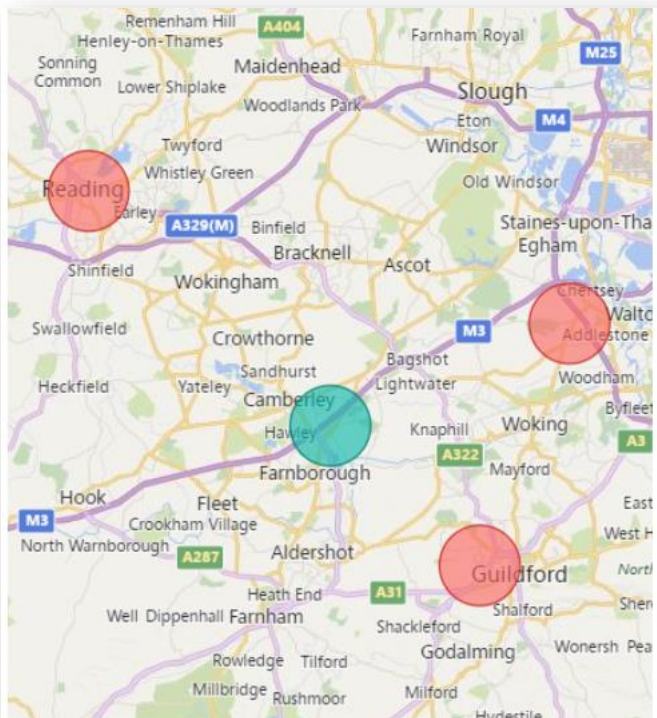 Remenham Hill
A404
Henley-on-Thames
Farnham Royal
Sonning
Common
Maidenhead
M25
Lower Shiplake
Slough
Woodlands Park
Eton
M4
Twyford
Windsor
Whistley Green
Reading
Old Windsor
Earley
A329(M)
Binfield
Staines-upon-Tha
Bracknell
Egham
Shinfield
Ascot
Wokingham
Chertsey
Walto
Swallowfield
Crowthorne
M3
Addlestone
Bagshot
Sandhurst
Heckfield
Yateley
Lightwater
Woodham
Camberley
Byfleet
Hawley
Knaphill
Woking
A3
Farnborough
A322
Mayford
Hook
Fleet
East
M3
Crookham Village
West H
North Warnborough
A287
Aldershot
Guildford
North
Heath End
A31
Well
Dippenhall
Farnham
Shalford
Sher
Shackleford
Rowledge
Tilford
Godalming
Wonersh
Pea
Millbridge
Rushmoor
Milford
Hydestile